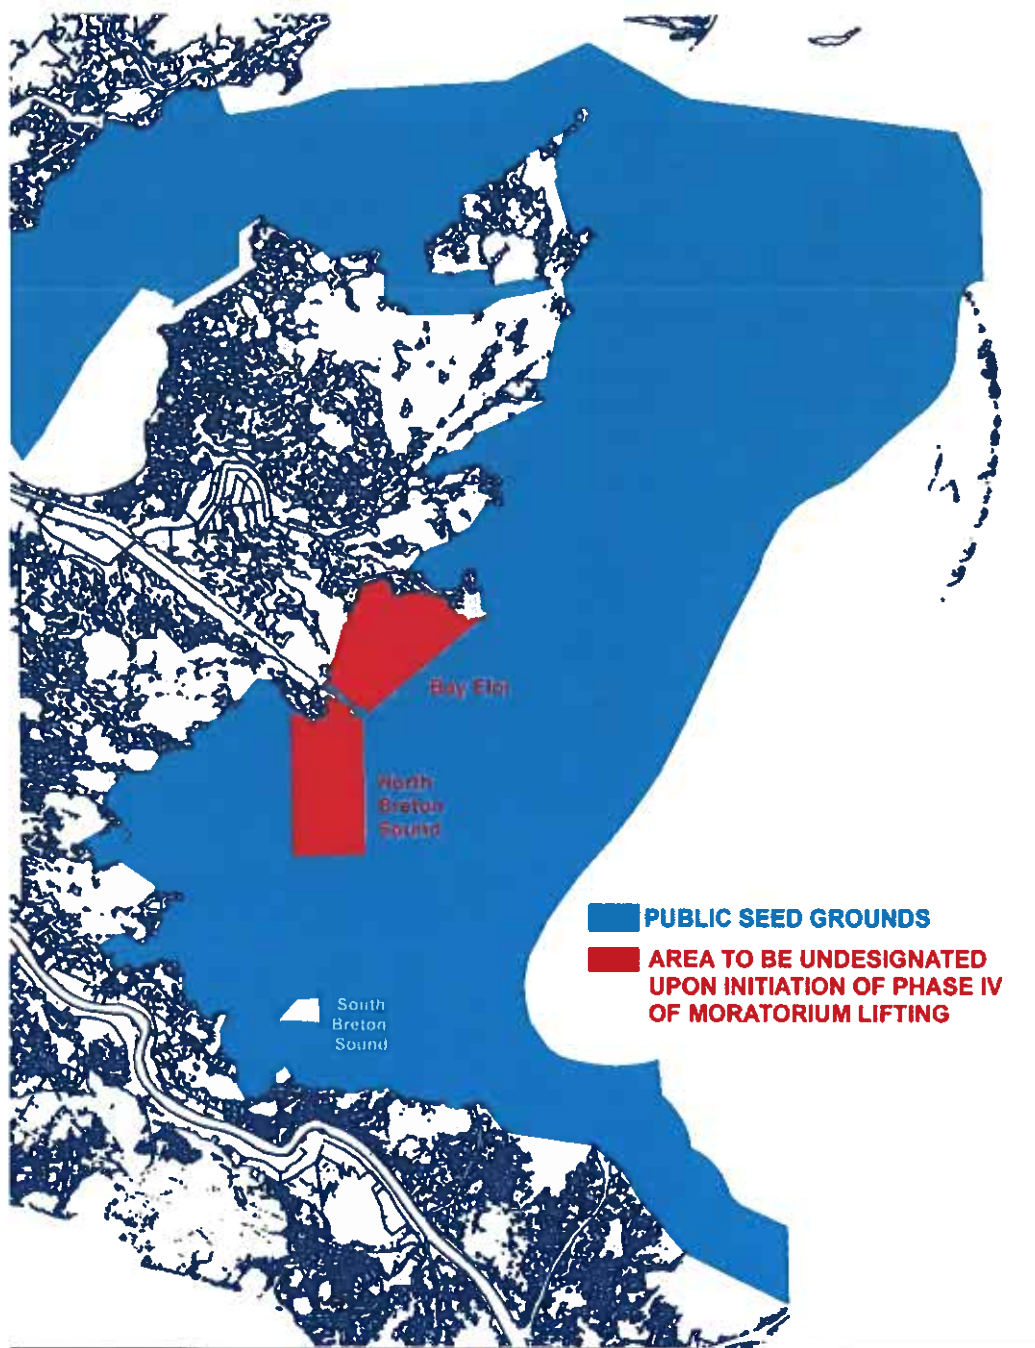 Bay Eloi
North
Breton
Sound
PUBLIC SEED GROUNDS
AREA TO BE UNDESIGNATED
UPON INITIATION OF PHASE IV
OF MORATORIUM LIFTING
South
Breton
Sound